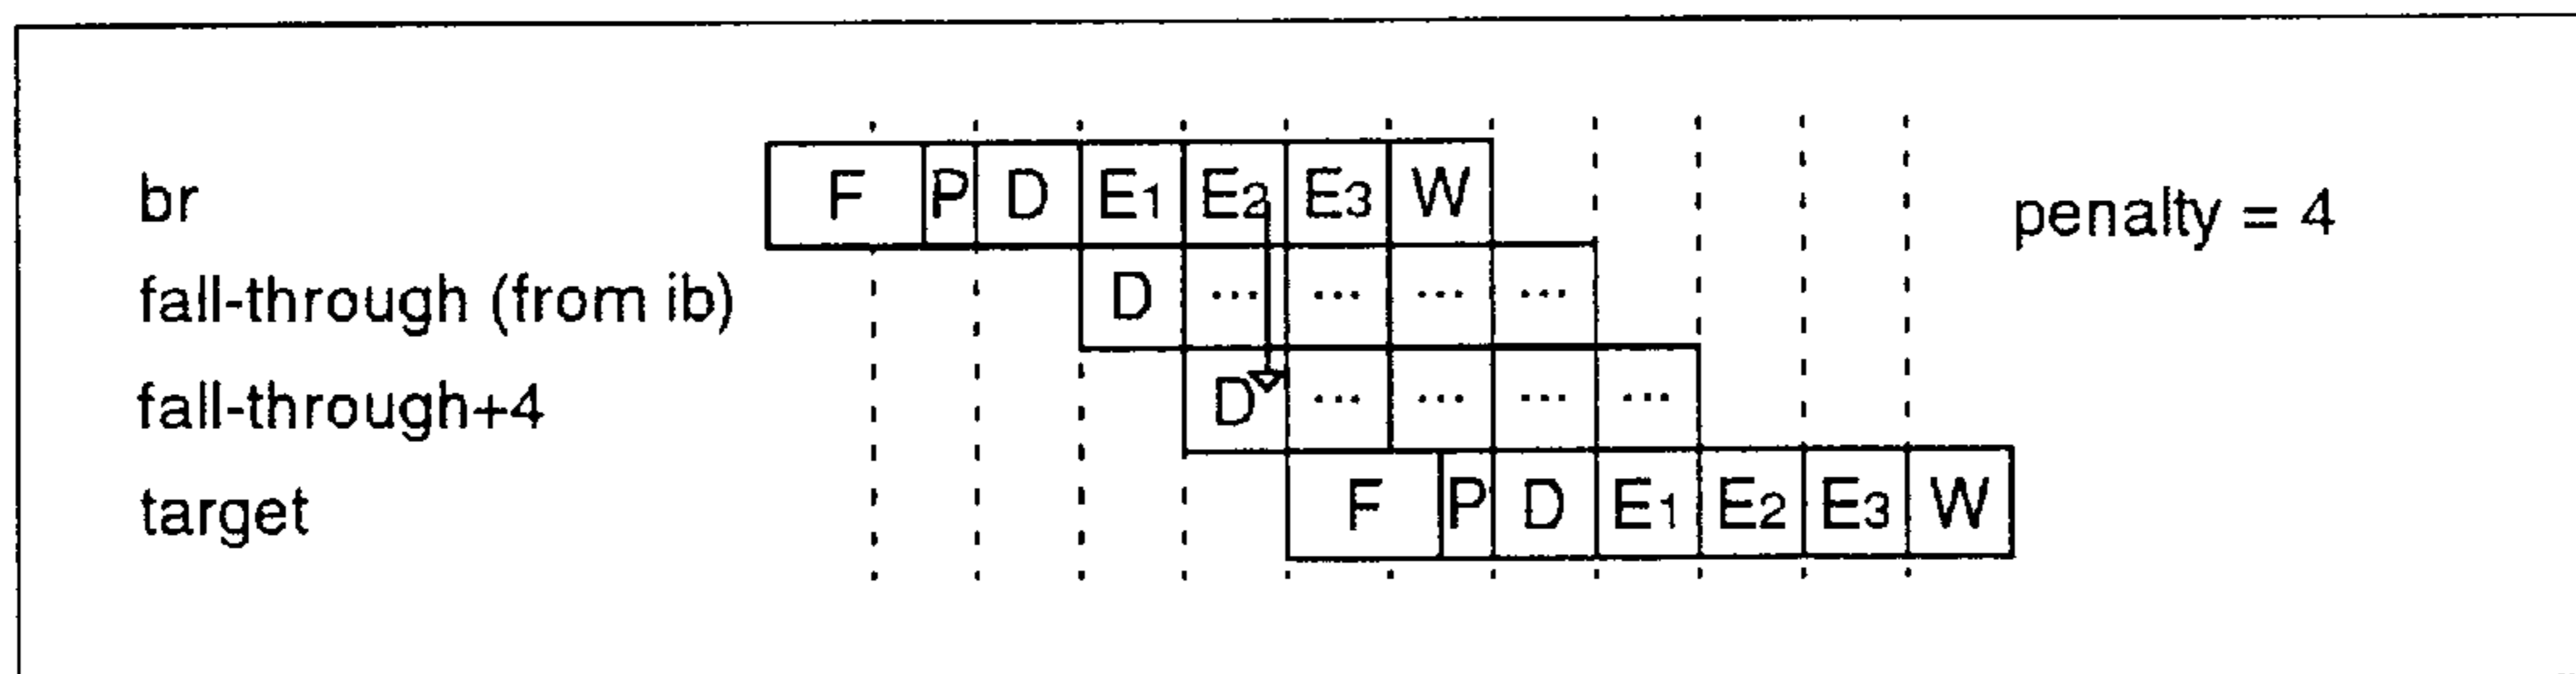 br F P D E1 E2 E3 W penalty = 4
fall-through (from ib) D ... ... ... ...
fall-through+4 D ... ... ... ...
target F P D E1 E2 E3 W